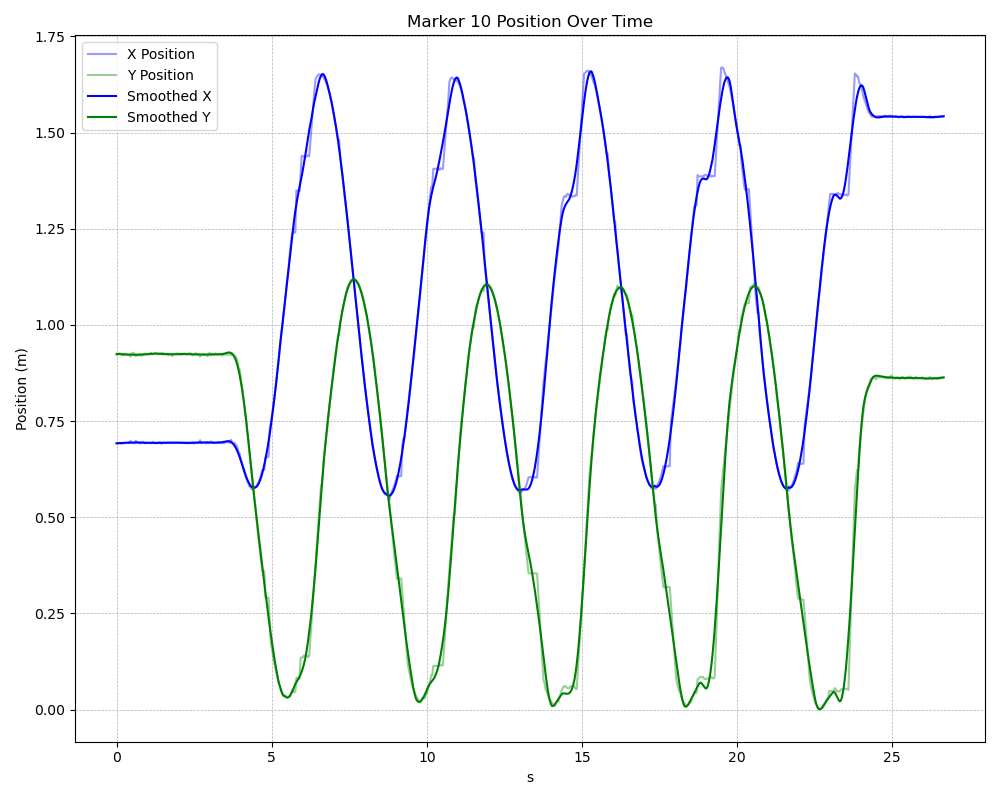 Marker 10 Position Over Time
X Position
Y Position
Smoothed X
Smoothed Y
Position (m)
1.75
1.50
1.25
1.00
0.75
0.50
0.25
0.00
0 5 10 15 20 25
s